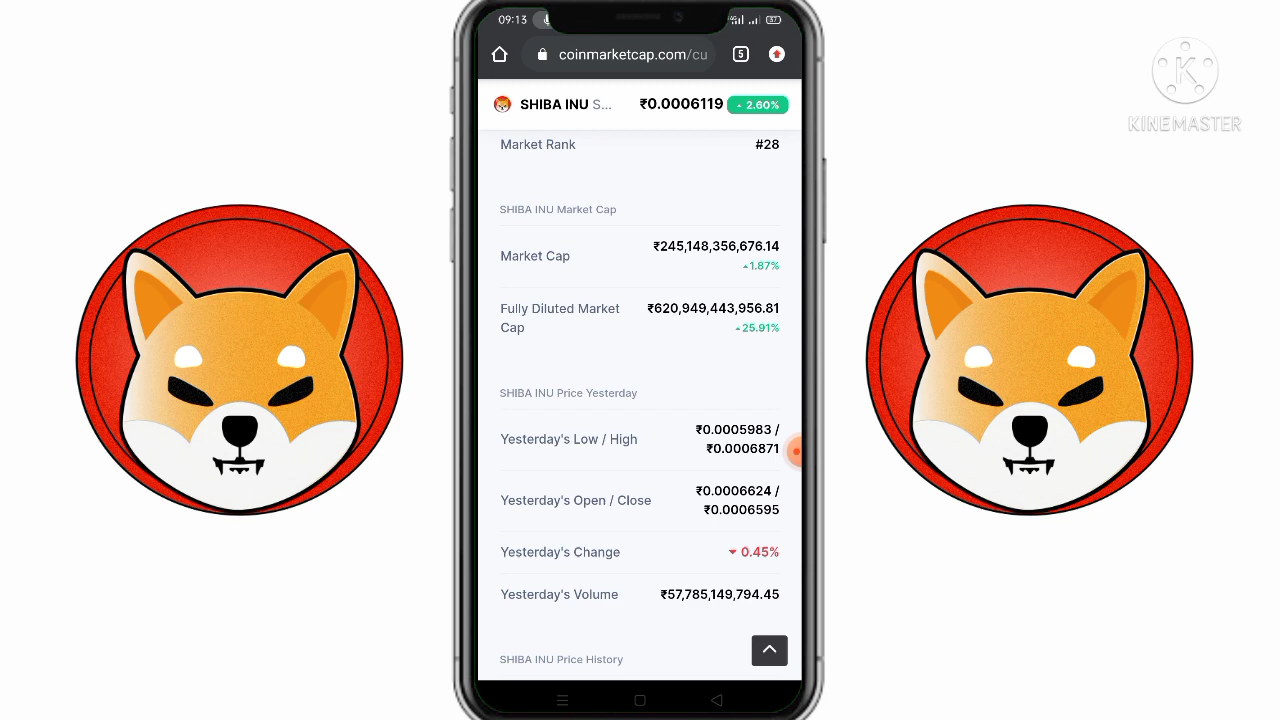 09:13
coinmarketcap.com/cu
5
SHIBA INU S... ₹0.0006119 2.60%
Market Rank #28
SHIBA INU Market Cap
Market Cap ₹245,148,356,676.14
1.87%
Fully Diluted Market Cap ₹620,949,443,956.81
25.91%
SHIBA INU Price Yesterday
Yesterday's Low / High ₹0.0005983 /
₹0.0006871
Yesterday's Open / Close ₹0.0006624 /
₹0.0006595
Yesterday's Change 0.45%
Yesterday's Volume ₹57,785,149,794.45
SHIBA INU Price History
K
KINEMASTER